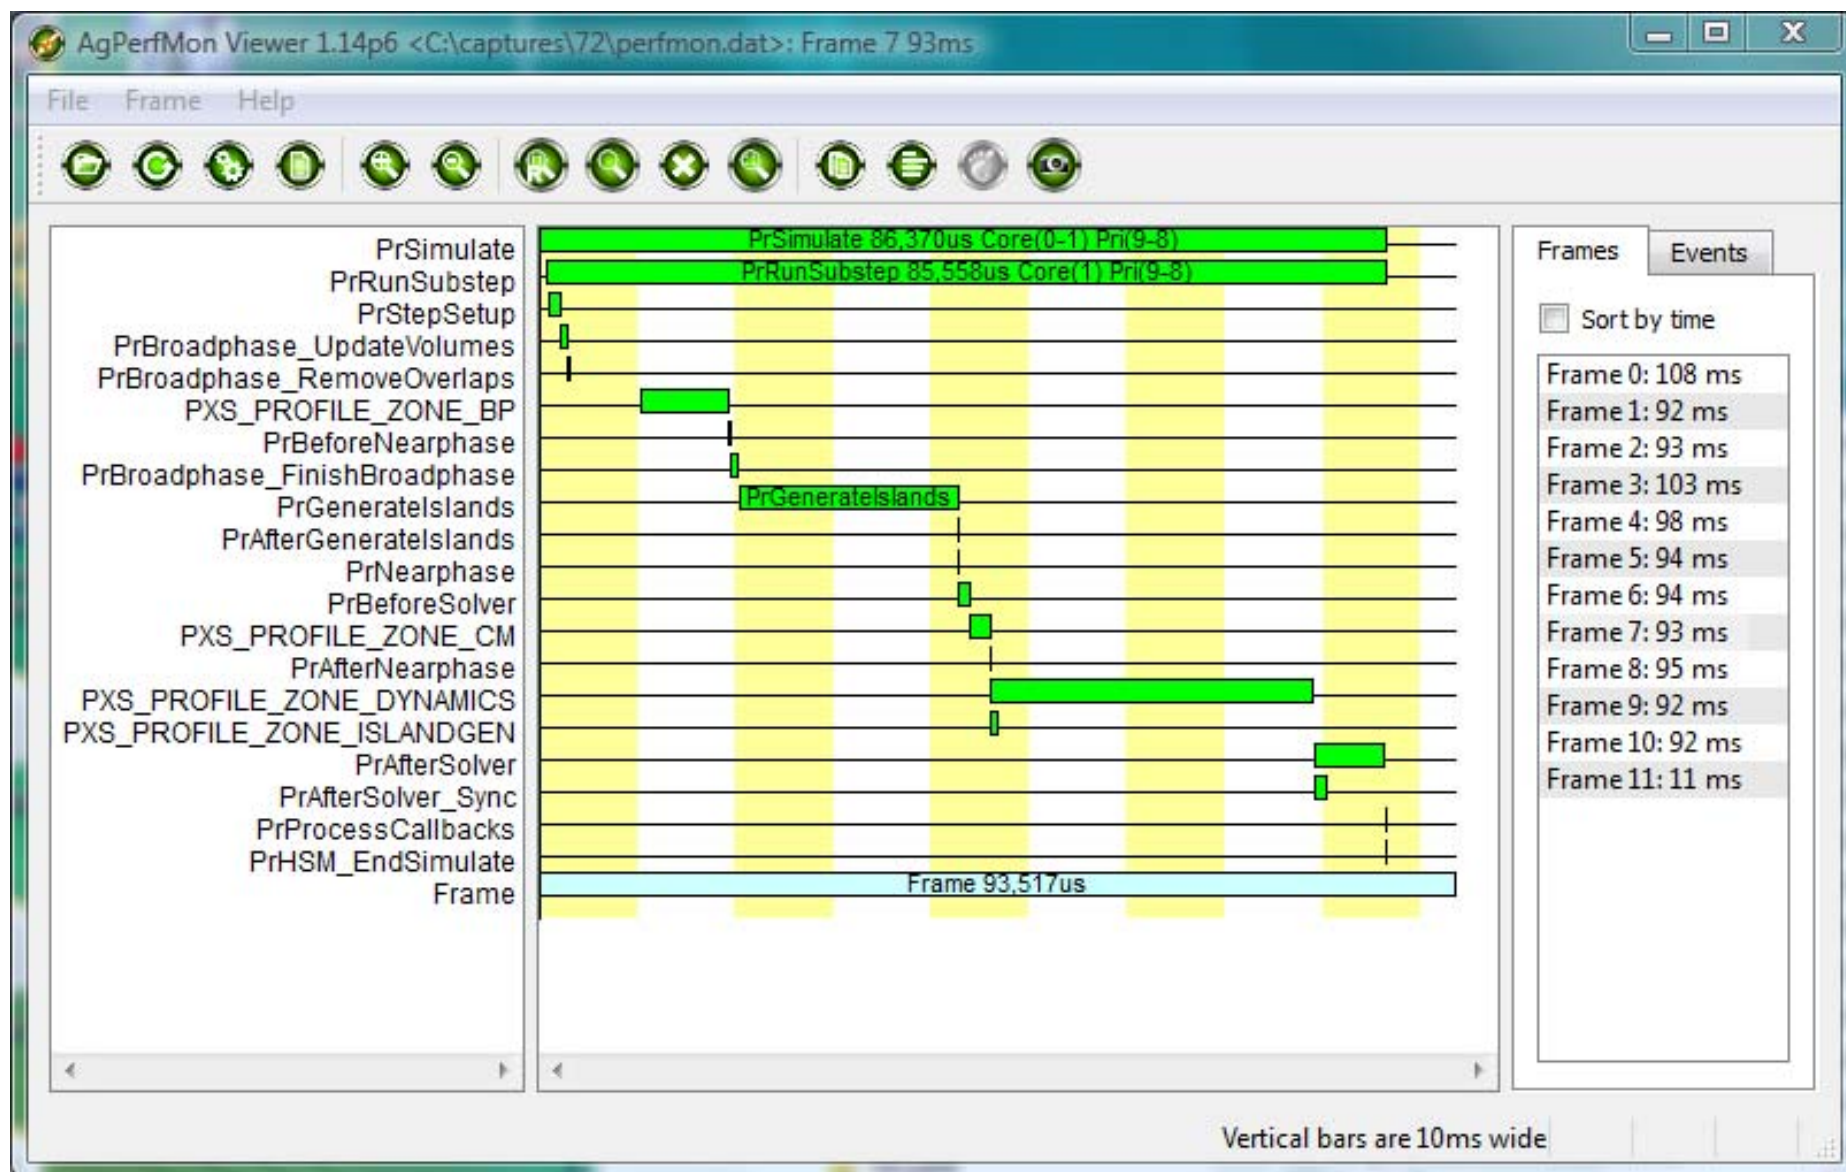 AgPerfMon Viewer 1.14p6 <C:\captures\72\perfmon.dat>: Frame 7 93ms
File Frame Help
PrSimulate
PrRunSubstep
PrStepSetup
PrBroadphase_UpdateVolumes
PrBroadphase_RemoveOverlaps
PXS_PROFILE_ZONE_BP
PrBeforeNearphase
PrBroadphase_FinishBroadphase
PrGenerateIslands
PrAfterGenerateIslands
PrNearphase
PrBeforeSolver
PXS_PROFILE_ZONE_CM
PrAfterNearphase
PXS_PROFILE_ZONE_DYNAMICS
PXS_PROFILE_ZONE_ISLANDGEN
PrAfterSolver
PrAfterSolver_Sync
PrProcessCallbacks
PrHSM_EndSimulate
Frame
PrSimulate 86,370us Core(0-1) Pri(9-8)
PrRunSubstep 85,558us Core(1) Pri(9-8)
PrGenerateIslands
Frame 93,517us
Frames Events
Sort by time
Frame 0: 108 ms
Frame 1: 92 ms
Frame 2: 93 ms
Frame 3: 103 ms
Frame 4: 98 ms
Frame 5: 94 ms
Frame 6: 94 ms
Frame 7: 93 ms
Frame 8: 95 ms
Frame 9: 92 ms
Frame 10: 92 ms
Frame 11: 11 ms
Vertical bars are 10ms wide